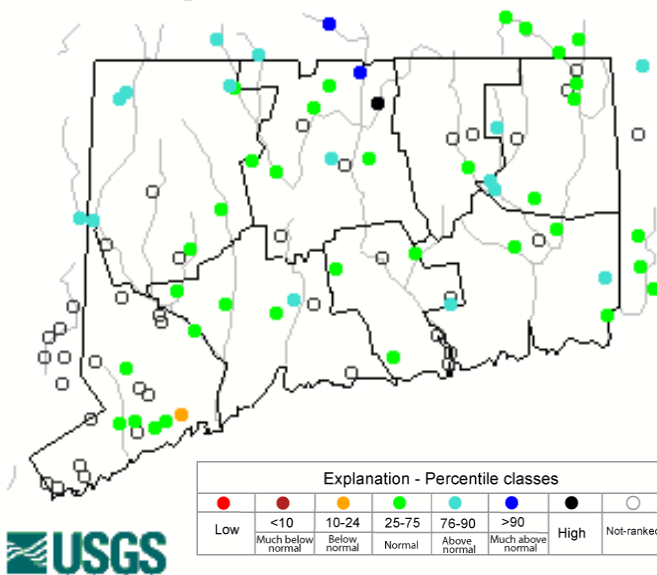 Explanation - Percentile classes
Low <10 10-24 25-75 76-90 >90 High Not-ranked
Much below normal Below normal Normal Above normal Much above normal
USGS